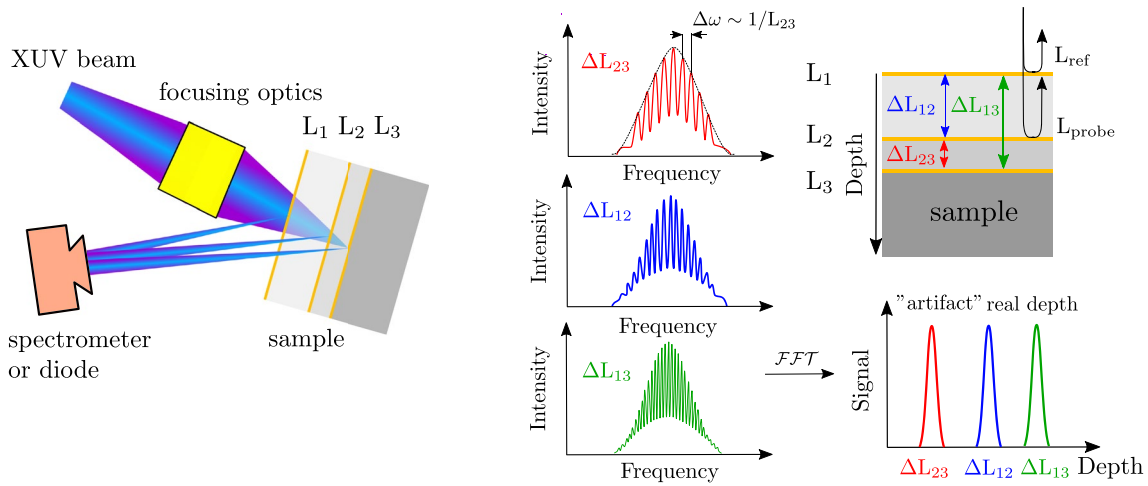 XUV beam
focusing optics
L₁ L₂ L₃
spectrometer
or diode
sample
Δω ∼ 1/L₂₃
Intensity
ΔL₂₃
Frequency
Intensity
ΔL₁₂
Frequency
Intensity
ΔL₁₃
Frequency
FFT
L₁
L₂
L₃
Depth
ΔL₁₂
ΔL₁₃
ΔL₂₃
L_ref
L_probe
sample
"artifact" real depth
Signal
ΔL₂₃ ΔL₁₂ ΔL₁₃ Depth